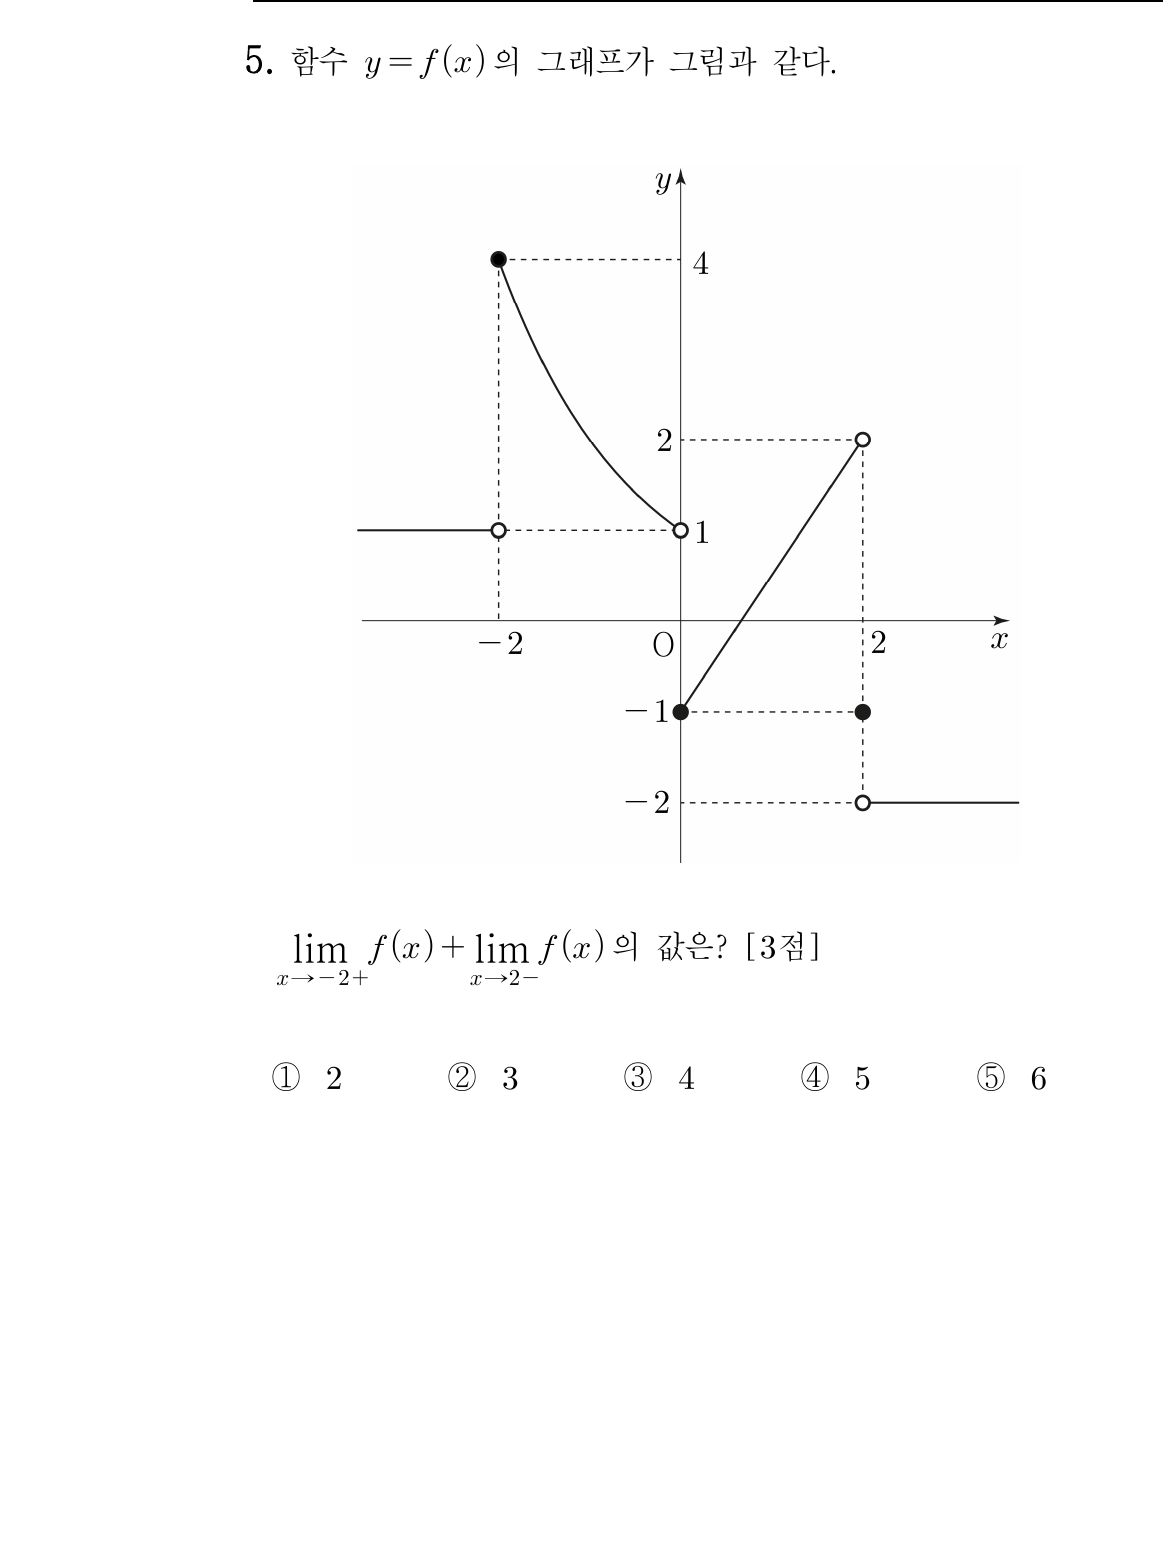 5. 함수 y=f(x)의 그래프가 그림과 같다.
y
4
2
1
-2
O
2
x
-1
-2
lim f(x)+lim f(x)의 값은? [3점]
x→-2+ x→2-
① 2 ② 3 ③ 4 ④ 5 ⑤ 6